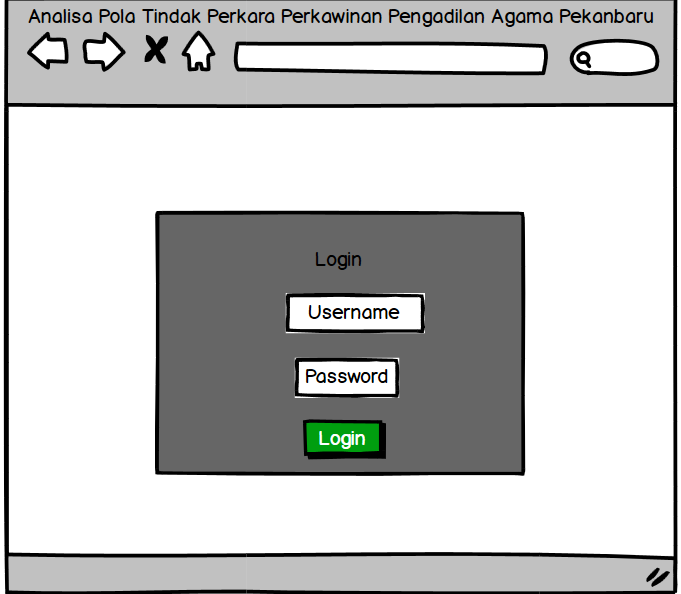 Analisa Pola Tindak Perkara Perkawinan Pengadilan Agama Pekanbaru
Login
Username
Password
Login